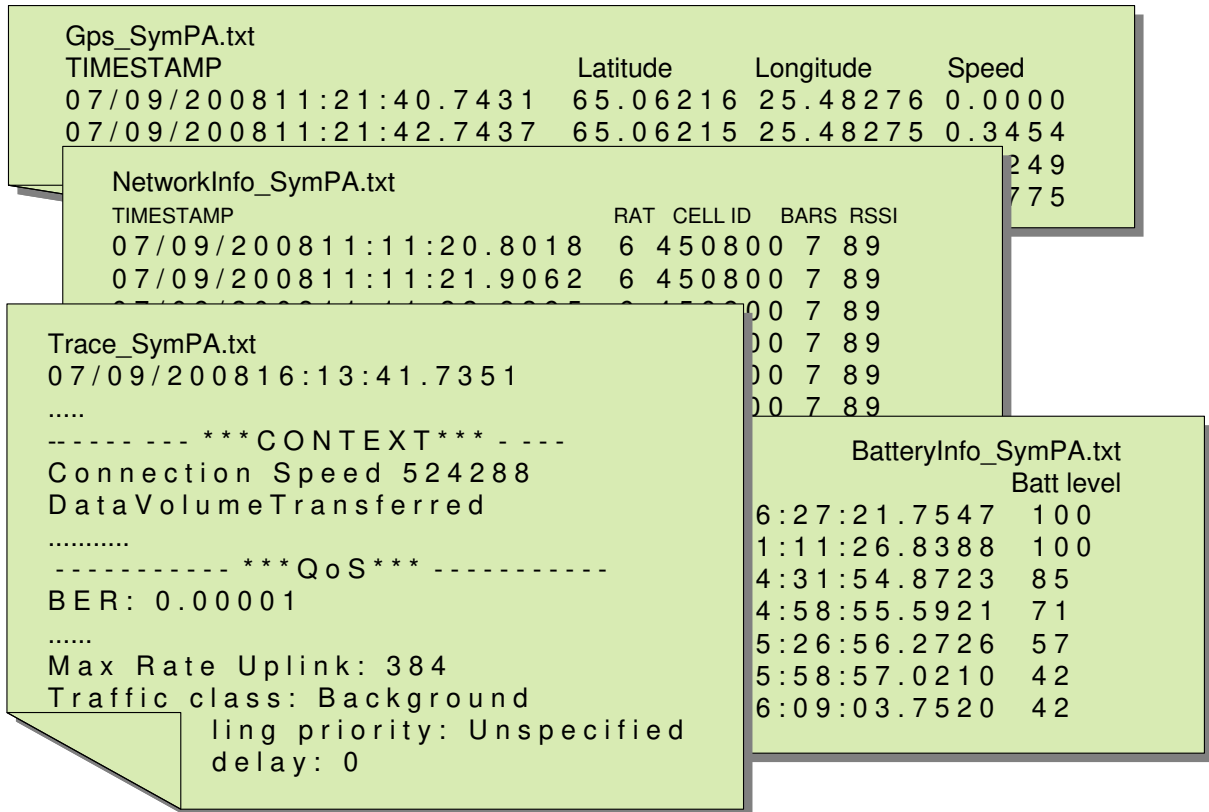 Gps_SymPA.txt
TIMESTAMP Latitude Longitude Speed
07/09/200811:21:40.7431 65.06216 25.48276 0.0000
07/09/200811:21:42.7437 65.06215 25.48275 0.3454
249
775
NetworkInfo_SymPA.txt
TIMESTAMP RAT CELL ID BARS RSSI
07/09/200811:11:20.8018 6 450800 7 89
07/09/200811:11:21.9062 6 450800 7 89
00 7 89
00 7 89
00 7 89
00 7 89
Trace_SymPA.txt
07/09/200816:13:41.7351
.....
-- - - - - - - - ***CONTEXT*** - - - -
Connection Speed 524288
DataVolumeTransferred
...........
- - - - - - - - - - - ***QoS*** - - - - - - - - - - -
BER: 0.00001
......
Max Rate Uplink: 384
Traffic class: Background
ling priority: Unspecified
delay: 0
BatteryInfo_SymPA.txt
Batt level
6:27:21.7547 100
1:11:26.8388 100
4:31:54.8723 85
4:58:55.5921 71
5:26:56.2726 57
5:58:57.0210 42
6:09:03.7520 42